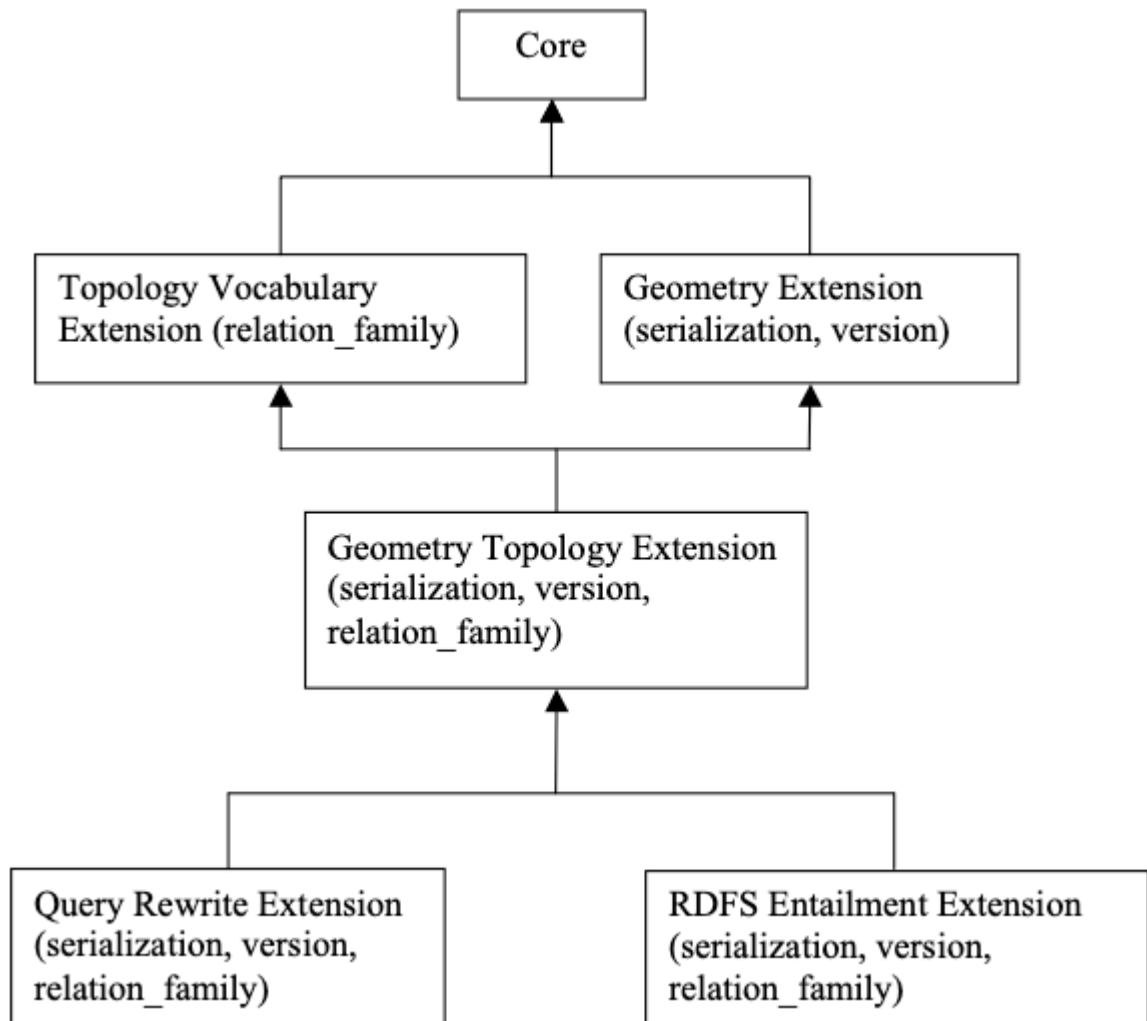 Core
Topology Vocabulary
Extension (relation_family)
Geometry Extension
(serialization, version)
Geometry Topology Extension
(serialization, version,
relation_family)
Query Rewrite Extension
(serialization, version,
relation_family)
RDFS Entailment Extension
(serialization, version,
relation_family)